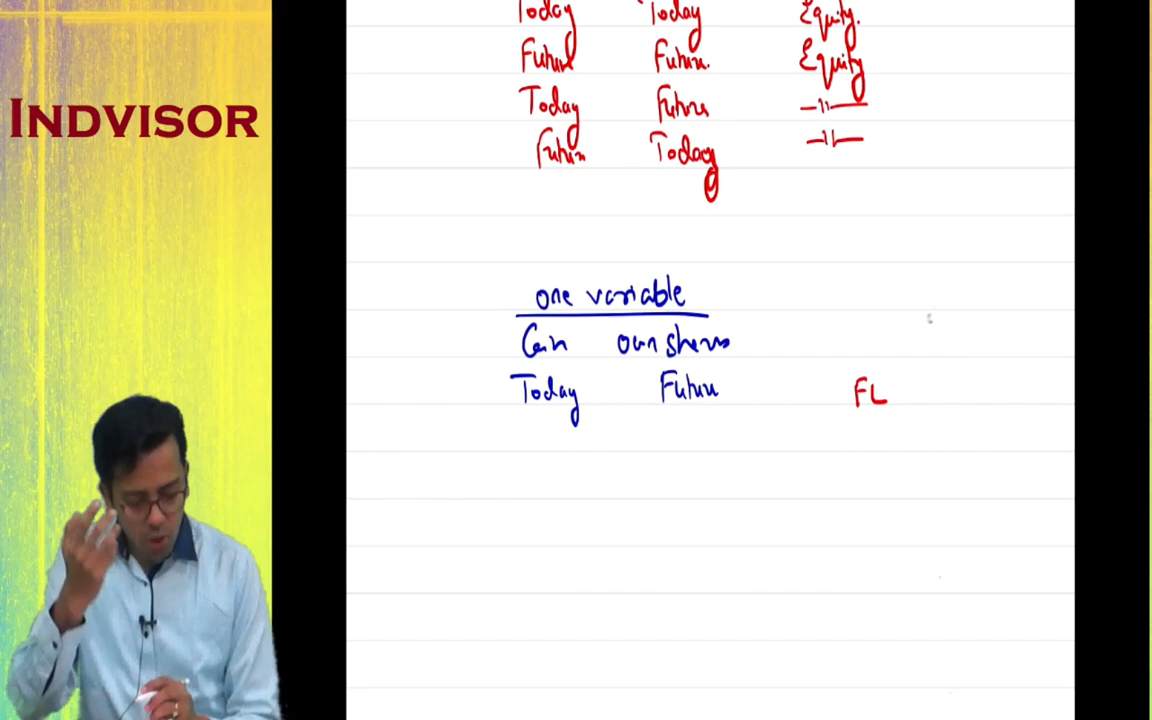 INDVISOR
Today Today Equity.
Future Future. Equity
Today Future —11—
Future Today
one variable
Gain own shares
Today Future FL